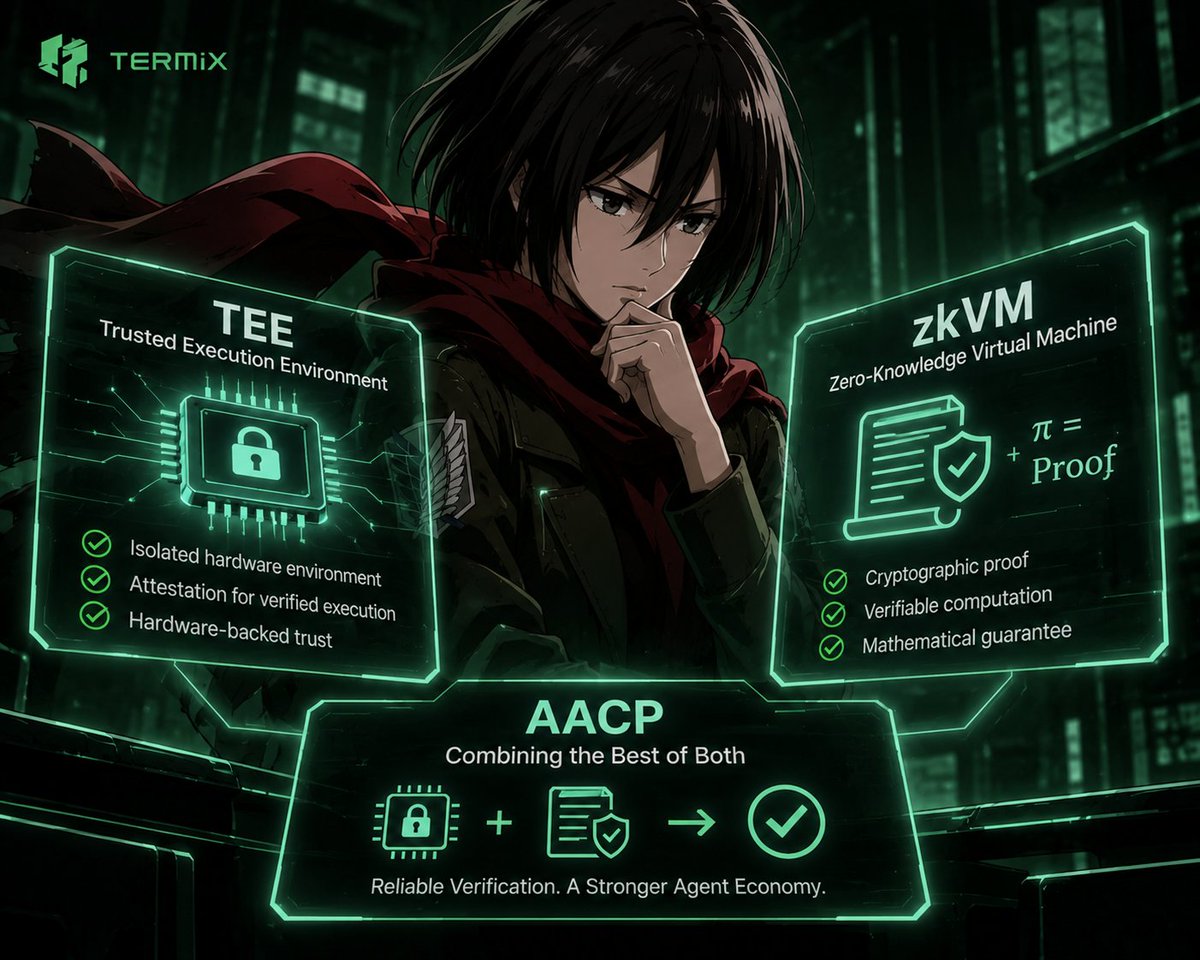 TERMiX
TEE
Trusted Execution Environment
Isolated hardware environment
Attestation for verified execution
Hardware-backed trust
zkVM
Zero-Knowledge Virtual Machine
+ π =
Proof
Cryptographic proof
Verifiable computation
Mathematical guarantee
AACP
Combining the Best of Both
+ →
Reliable Verification. A Stronger Agent Economy.